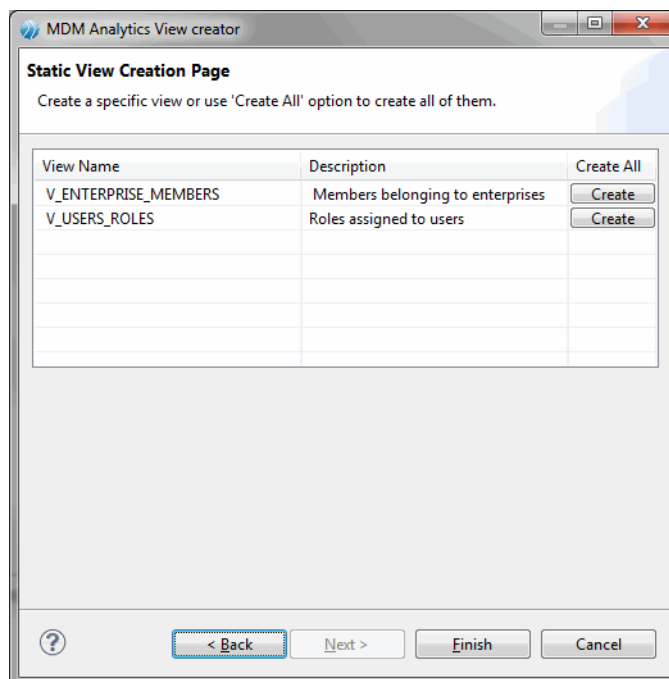 MDM Analytics View creator
Static View Creation Page
Create a specific view or use 'Create All' option to create all of them.
View Name Description Create All
V_ENTERPRISE_MEMBERS Members belonging to enterprises Create
V_USERS_ROLES Roles assigned to users Create
? < Back Next > Finish Cancel